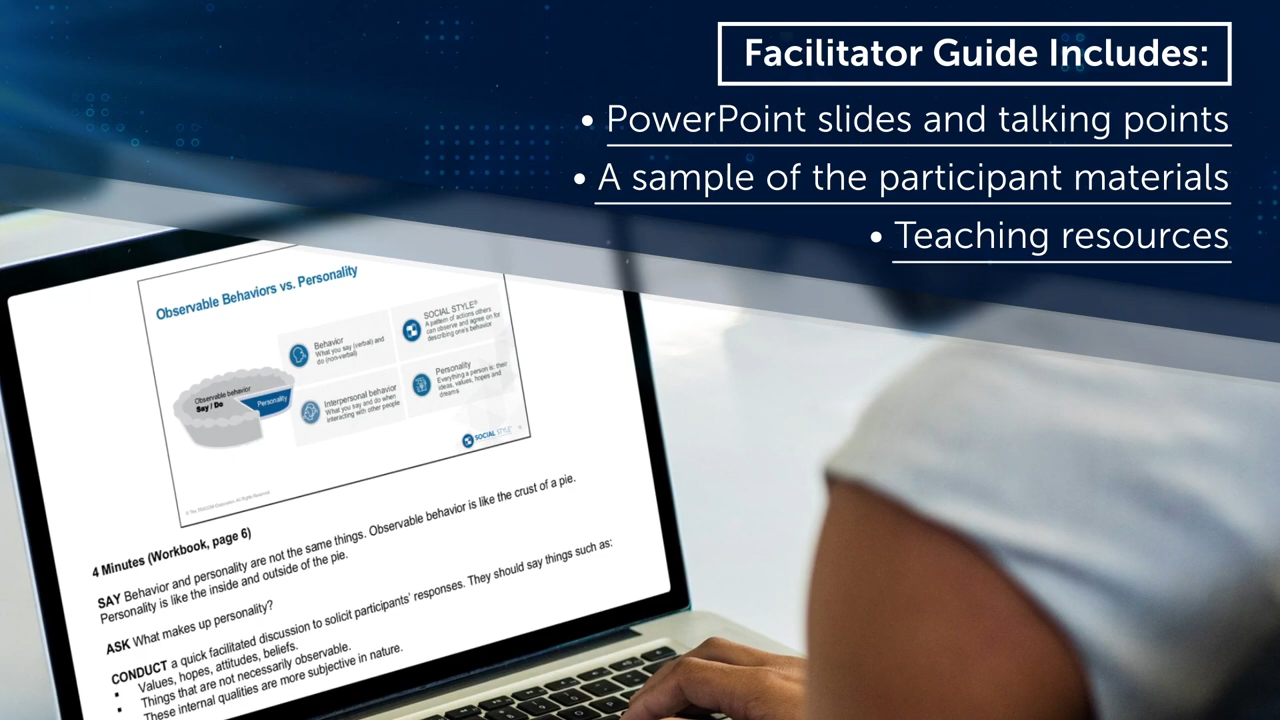 Facilitator Guide Includes:
• PowerPoint slides and talking points
• A sample of the participant materials
• Teaching resources
Observable Behaviors vs. Personality
Observable behavior
Say / Do
Personality
Behavior
What you say (verbal) and
do (non-verbal)
SOCIAL STYLE®
A pattern of actions others
can observe and agree on for
describing one's behavior
Interpersonal behavior
What you say and do when
interacting with other people
Personality
Everything a person is: their
ideas, values, hopes and
dreams
SOCIAL STYLE
4 Minutes (Workbook, page 6)
SAY Behavior and personality are not the same things. Observable behavior is like the crust of a pie.
Personality is like the inside and outside of the pie.
ASK What makes up personality?
CONDUCT a quick facilitated discussion to solicit participants' responses. They should say things such as:
▪ Values, hopes, attitudes, beliefs.
▪ Things that are not necessarily observable.
▪ These internal qualities are more subjective in nature.